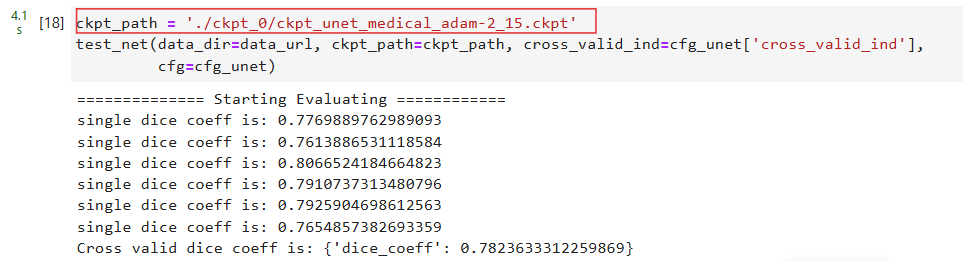 4.1
s
[18]
ckpt_path = './ckpt_0/ckpt_unet_medical_adam-2_15.ckpt'
test_net(data_dir=data_url, ckpt_path=ckpt_path, cross_valid_ind=cfg_unet['cross_valid_ind'],
         cfg=cfg_unet)
============== Starting Evaluating ============
single dice coeff is: 0.7769889762989093
single dice coeff is: 0.7613886531118584
single dice coeff is: 0.8066524184664823
single dice coeff is: 0.7910737313480796
single dice coeff is: 0.7925904698612563
single dice coeff is: 0.7654857382693359
Cross valid dice coeff is: {'dice_coeff': 0.7823633312259869}